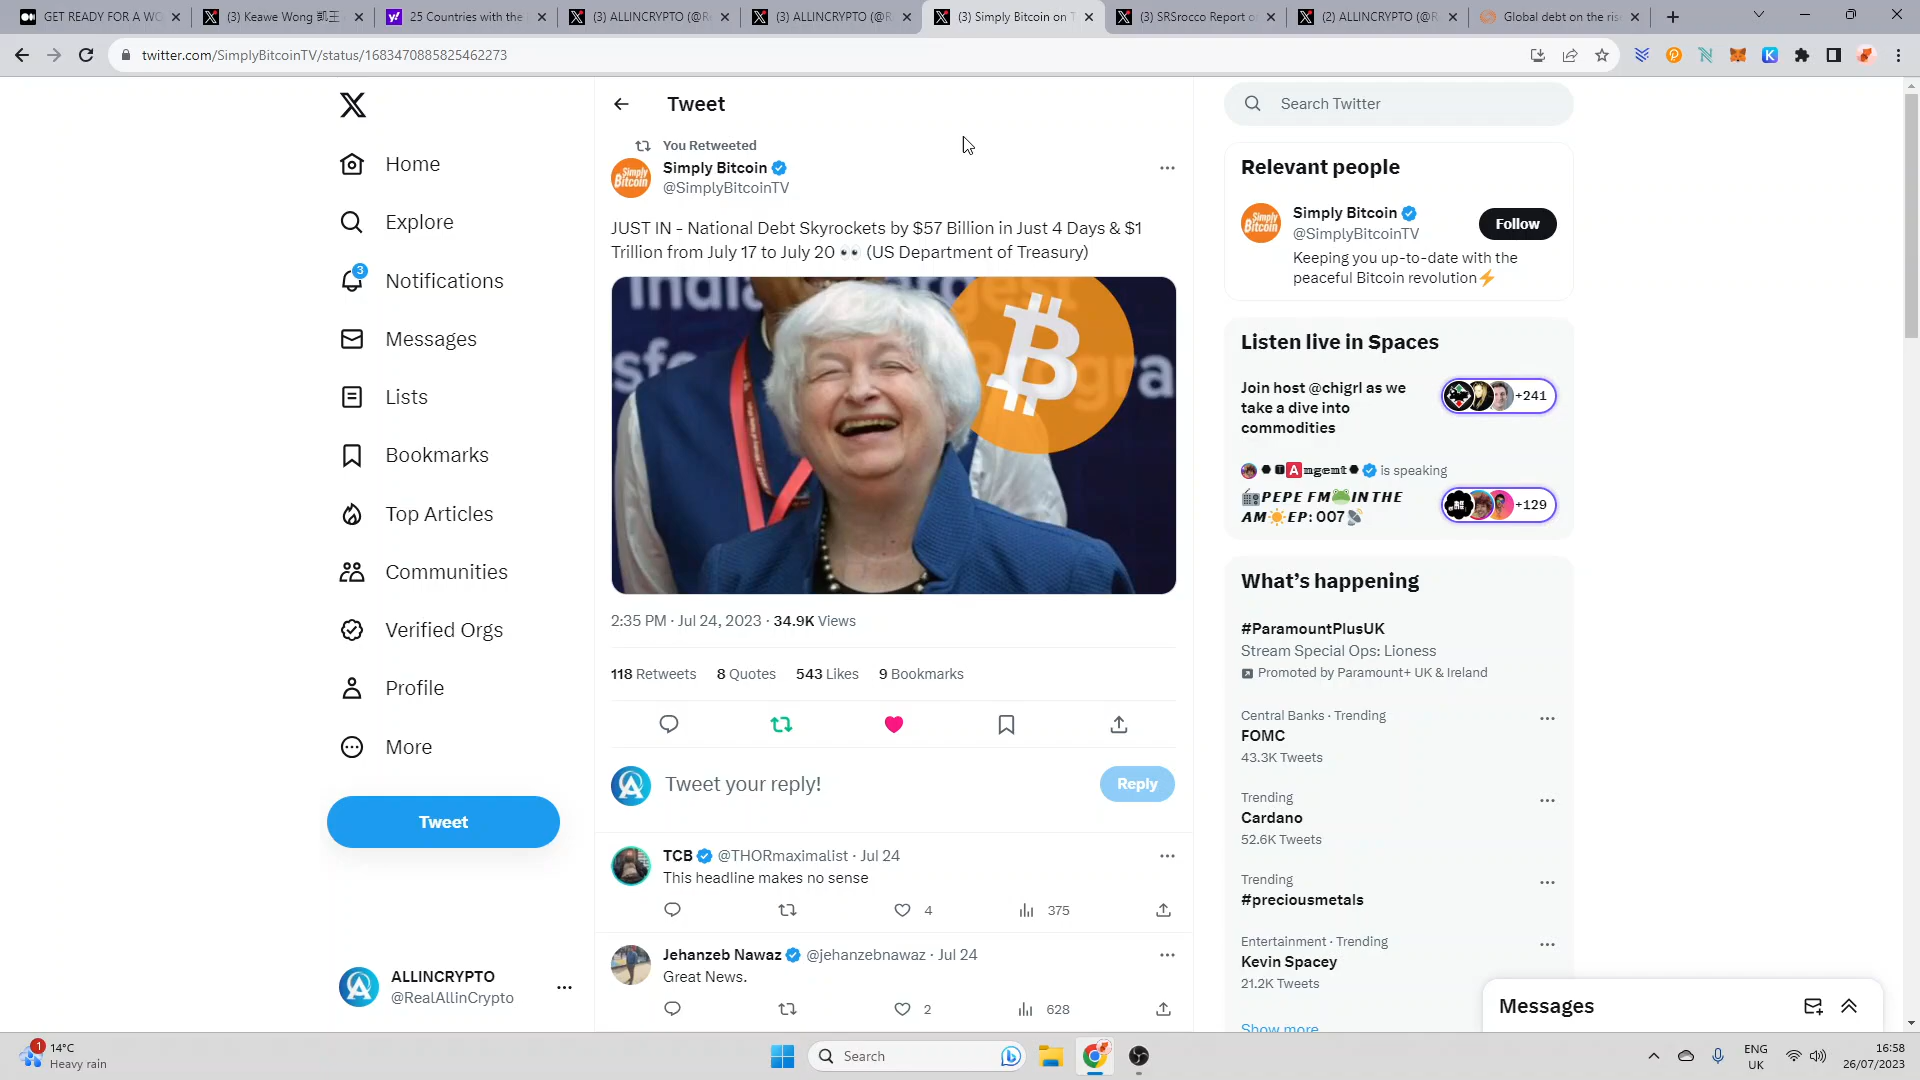 GET READY FOR A WO
(3) Keawe Wong 凯王
25 Countries with the
(3) ALLINCRYPTO (@R
(3) ALLINCRYPTO (@R
(3) Simply Bitcoin on T
(3) SRSrocco Report o
(2) ALLINCRYPTO (@R
Global debt on the ris
twitter.com/SimplyBitcoinTV/status/1683470885825462273
Home
Explore
3
Notifications
Messages
Lists
Bookmarks
Top Articles
Communities
Verified Orgs
Profile
More
Tweet
ALLINCRYPTO
@RealAllinCrypto
Tweet
You Retweeted
Simply Bitcoin
Simply Bitcoin
@SimplyBitcoinTV
JUST IN - National Debt Skyrockets by $57 Billion in Just 4 Days & $1
Trillion from July 17 to July 20 👀 (US Department of Treasury)
2:35 PM · Jul 24, 2023 · 34.9K Views
118 Retweets 8 Quotes 543 Likes 9 Bookmarks
Tweet your reply!
Reply
TCB @THORmaximalist · Jul 24
This headline makes no sense
4 375
Jehanzeb Nawaz @jehanzebnawaz · Jul 24
Great News.
2 628
Search Twitter
Relevant people
Simply Bitcoin
Simply Bitcoin
@SimplyBitcoinTV
Follow
Keeping you up-to-date with the
peaceful Bitcoin revolution⚡
Listen live in Spaces
Join host @chigrl as we
take a dive into
commodities
+241
is speaking
📻PEPE FM🐸IN THE
AM☀️EP: 007📡
+129
What's happening
#ParamountPlusUK
Stream Special Ops: Lioness
Promoted by Paramount+ UK & Ireland
Central Banks · Trending
FOMC
43.3K Tweets
Trending
Cardano
52.6K Tweets
Trending
#preciousmetals
Entertainment · Trending
Kevin Spacey
21.2K Tweets
Show more
Messages
1
14°C
Heavy rain
Search
ENG
UK
16:58
26/07/2023